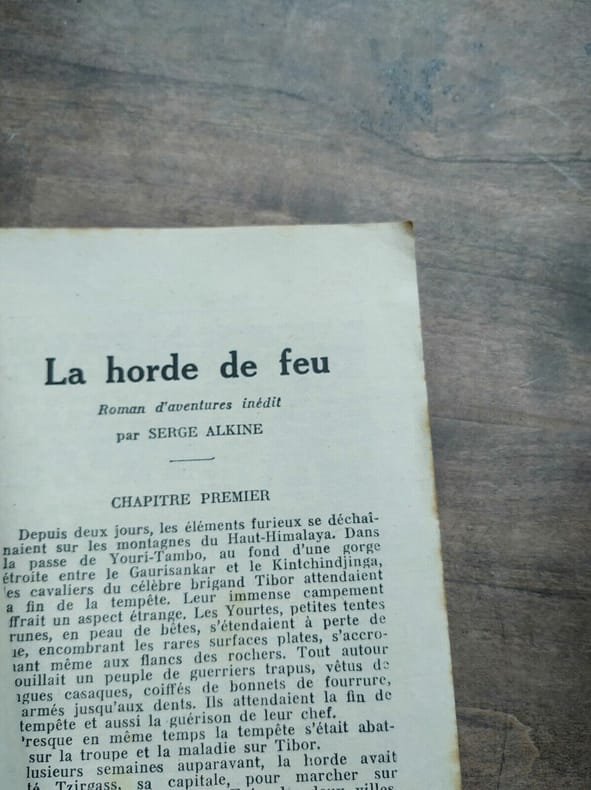 La horde de feu
Roman d'aventures inédit
par SERGE ALKINE
CHAPITRE PREMIER
Depuis deux jours, les éléments furieux se déchaî-
naient sur les montagnes du Haut-Himalaya. Dans
la passe de Youri-Tambo, au fond d'une gorge
étroite entre le Gaurisankar et le Kintchindjinga,
es cavaliers du célèbre brigand Tibor attendaient
a fin de la tempête. Leur immense campement
ffrait un aspect étrange. Les Yourtes, petites tentes
runes, en peau de bêtes, s'étendaient à perte de
ue, encombrant les rares surfaces plates, s'accro-
hant même aux flancs des rochers. Tout autour
ouillait un peuple de guerriers trapus, vêtus de
ngues casaques, coiffés de bonnets de fourrure,
armés jusqu'aux dents. Ils attendaient la fin de
tempête et aussi la guérison de leur chef.
resque en même temps la tempête s'était abat-
sur la troupe et la maladie sur Tibor.
lusieurs semaines auparavant, la horde avait
té Tzirgass, sa capitale, pour marcher sur